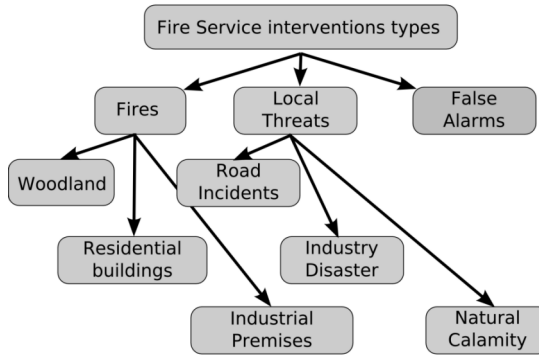 Fire Service interventions types
Fires
Local
Threats
False
Alarms
Woodland
Road
Incidents
Residential
buildings
Industry
Disaster
Industrial
Premises
Natural
Calamity